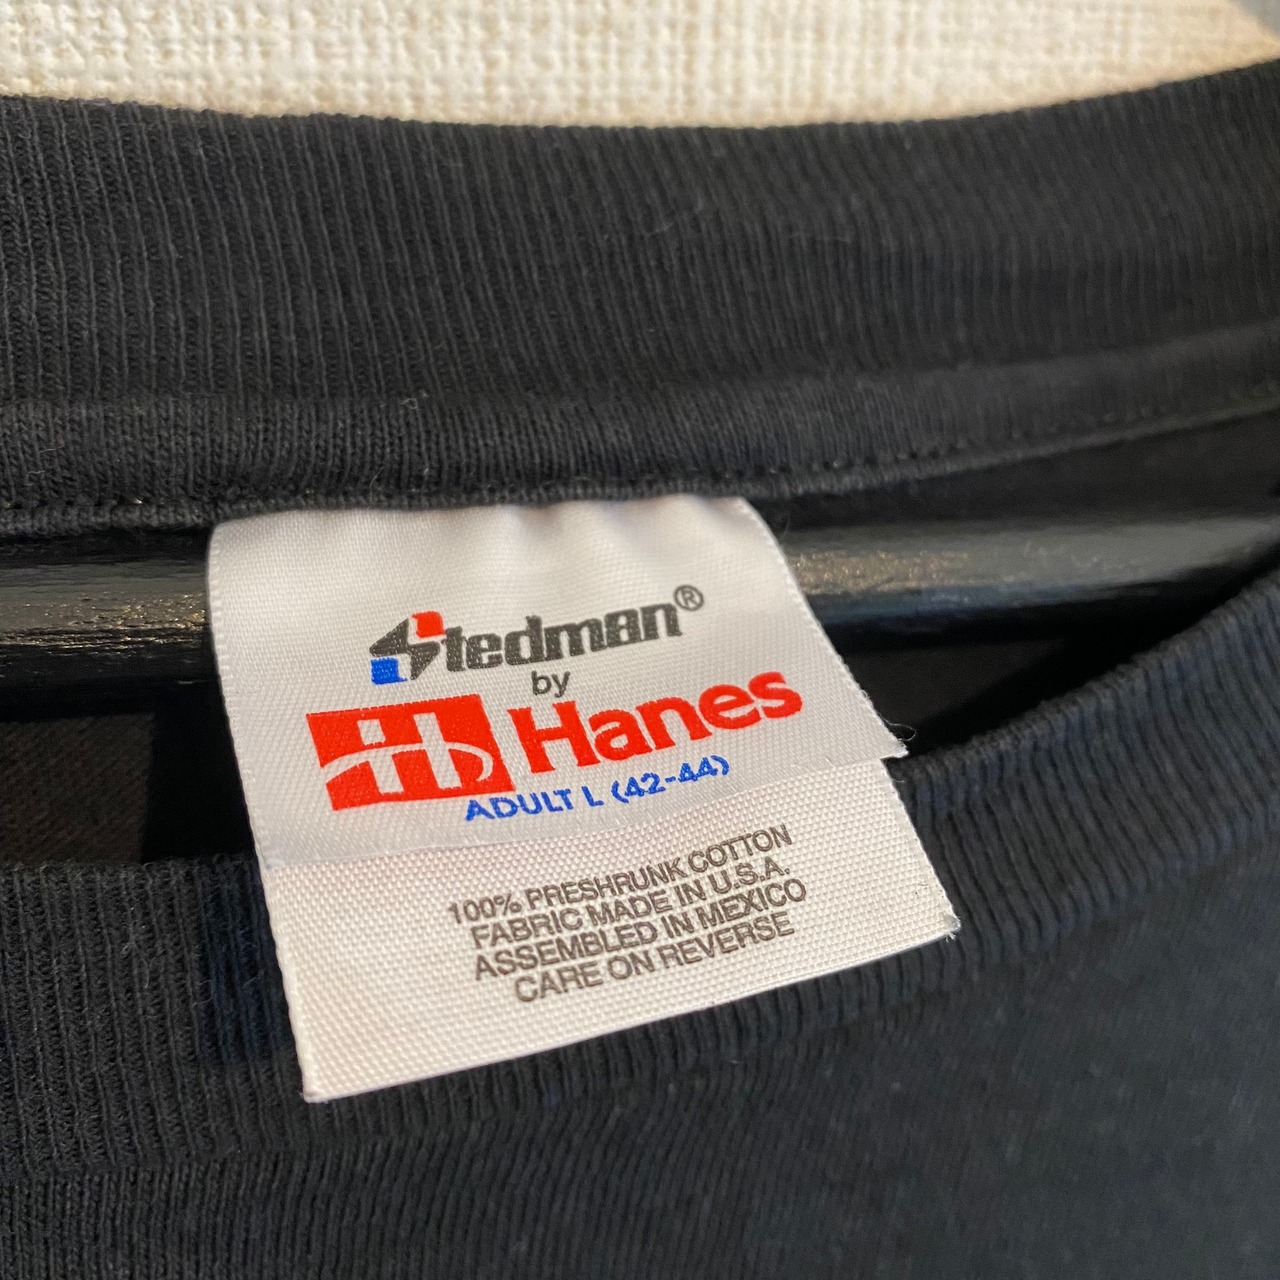 Stedman®
by
Hanes
ADULT L (42-44)
100% PRESHRUNK COTTON
FABRIC MADE IN U.S.A.
ASSEMBLED IN MEXICO
CARE ON REVERSE